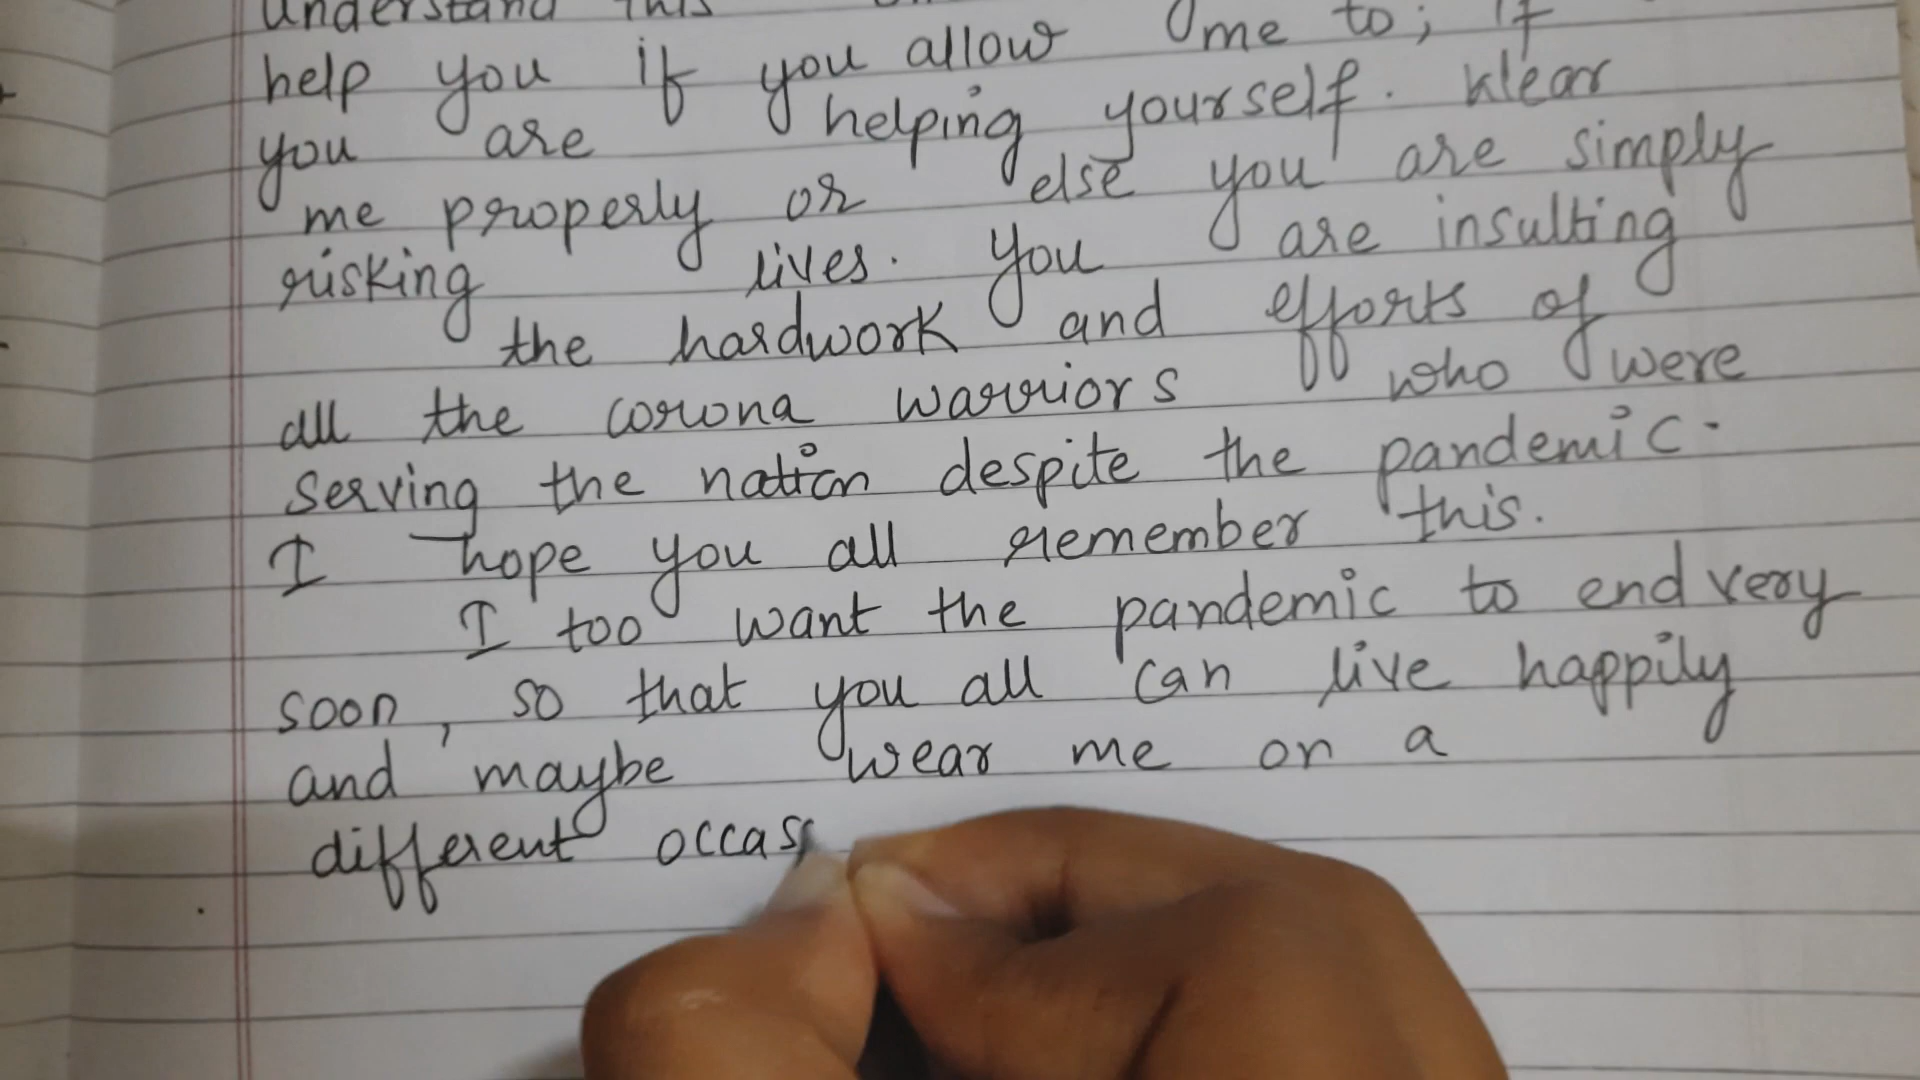 understand this
help you if you allow me to; if
you are helping yourself. Wear
me properly or else you are simply
risking lives. You are insulting
the hardwork and efforts of
all the corona warriors who were
serving the nation despite the pandemic.
I hope you all remember this.
I too want the pandemic to end very
soon, so that you all can live happily
and maybe wear me on a
different occas